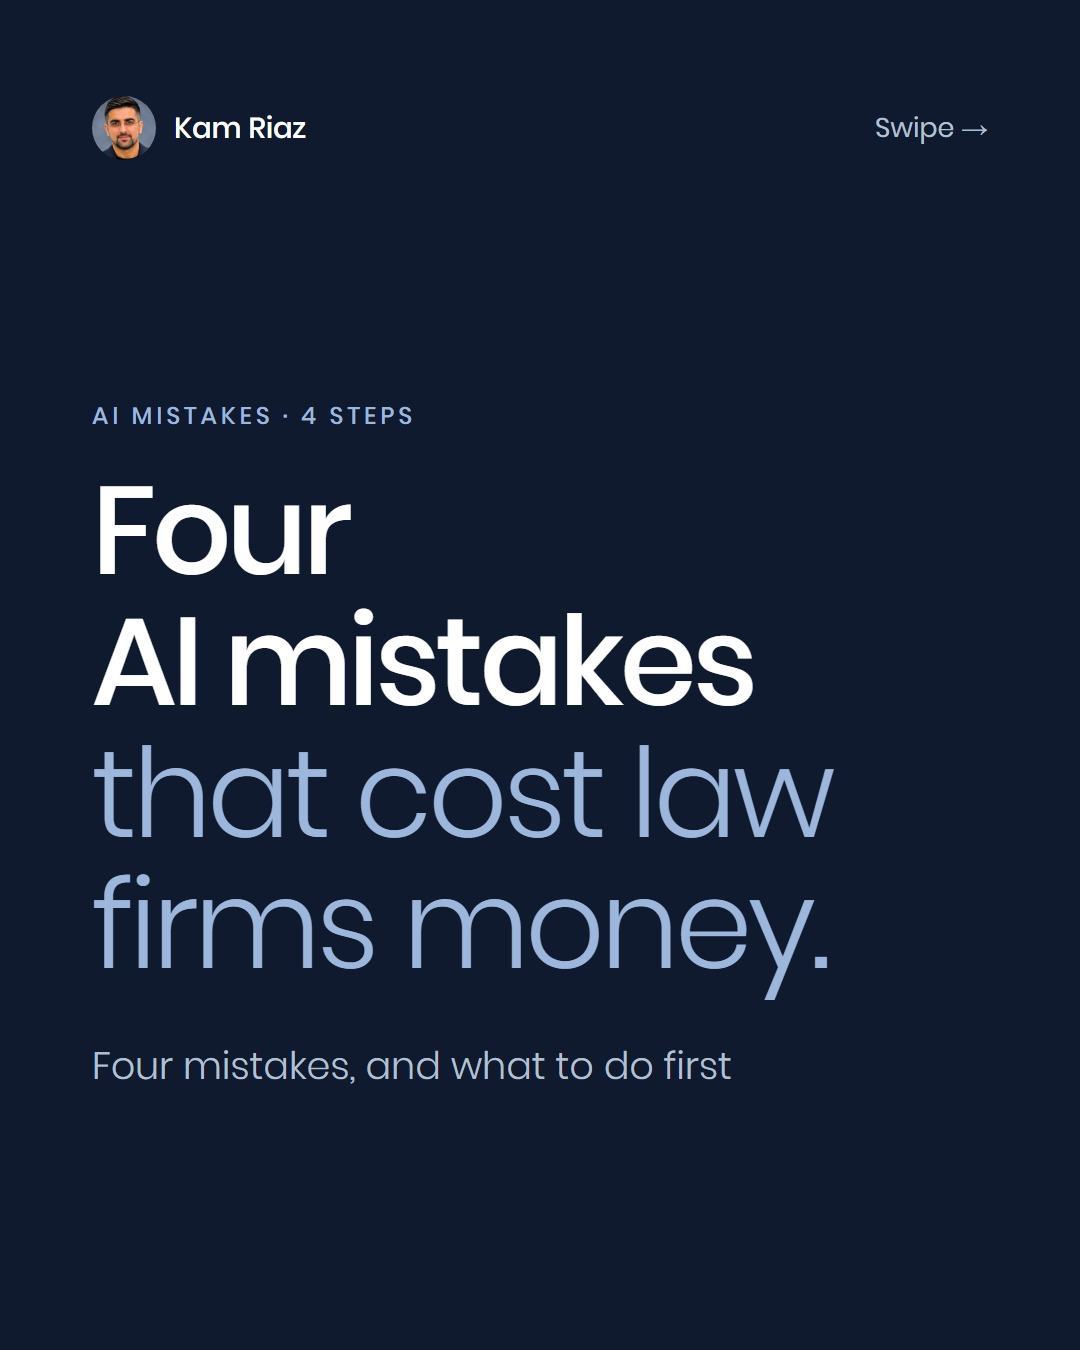 Kam Riaz
Swipe →
AI MISTAKES · 4 STEPS
Four
AI mistakes
that cost law
firms money.
Four mistakes, and what to do first